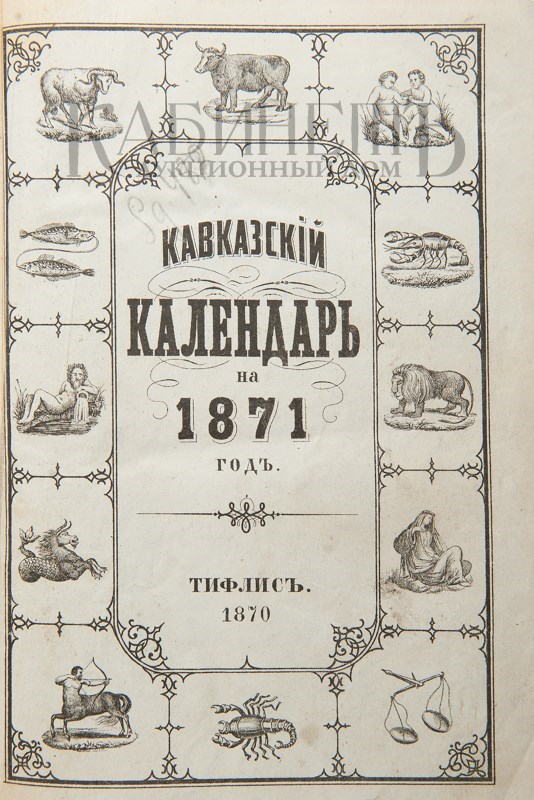 КАБИНЕТЪ
АУКЦИОННЫЙ ДОМ
КАВКАЗСКІЙ
КАЛЕНДАРЬ
на
1871
ГОДЪ.
ТИФЛИСЪ.
1870